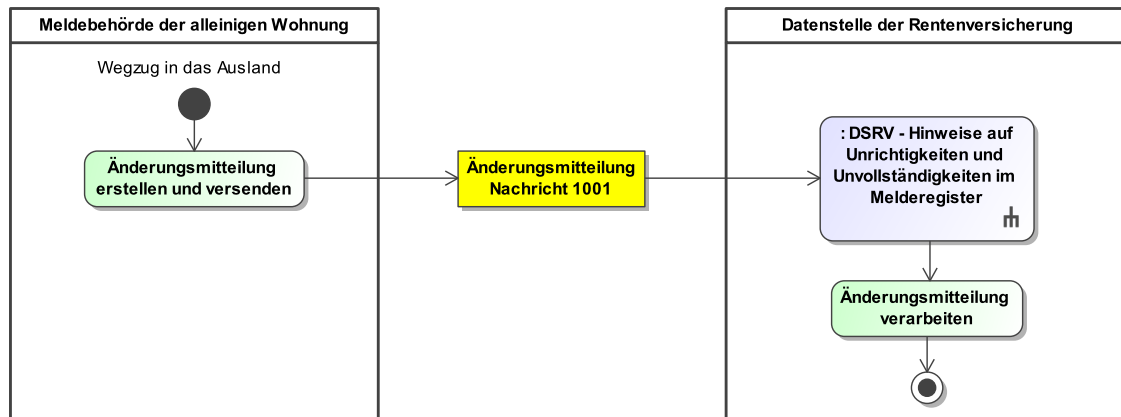 Meldebehörde der alleinigen Wohnung
Wegzug in das Ausland
Änderungsmitteilung
erstellen und versenden
Änderungsmitteilung
Nachricht 1001
Datenstelle der Rentenversicherung
: DSRV - Hinweise auf
Unrichtigkeiten und
Unvollständigkeiten im
Melderegister
Änderungsmitteilung
verarbeiten